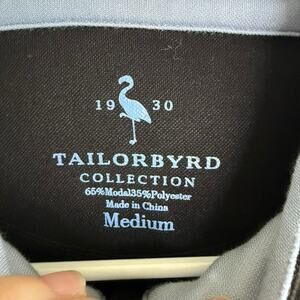 19 30
TAILORBYRD
COLLECTION
65%Modal35%Polyester
Made in China
Medium